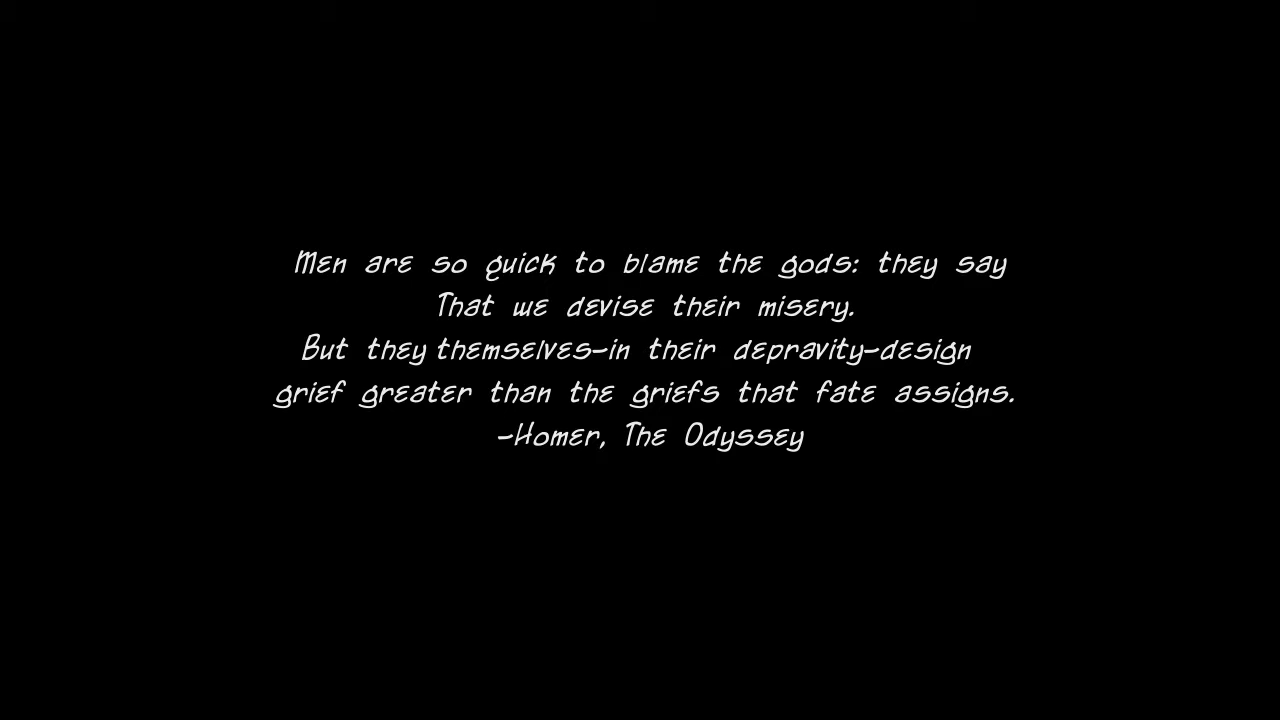 Men are so quick to blame the gods: they say
That we devise their misery.
But they themselves-in their depravity-design
grief greater than the griefs that fate assigns.
-Homer, The Odyssey